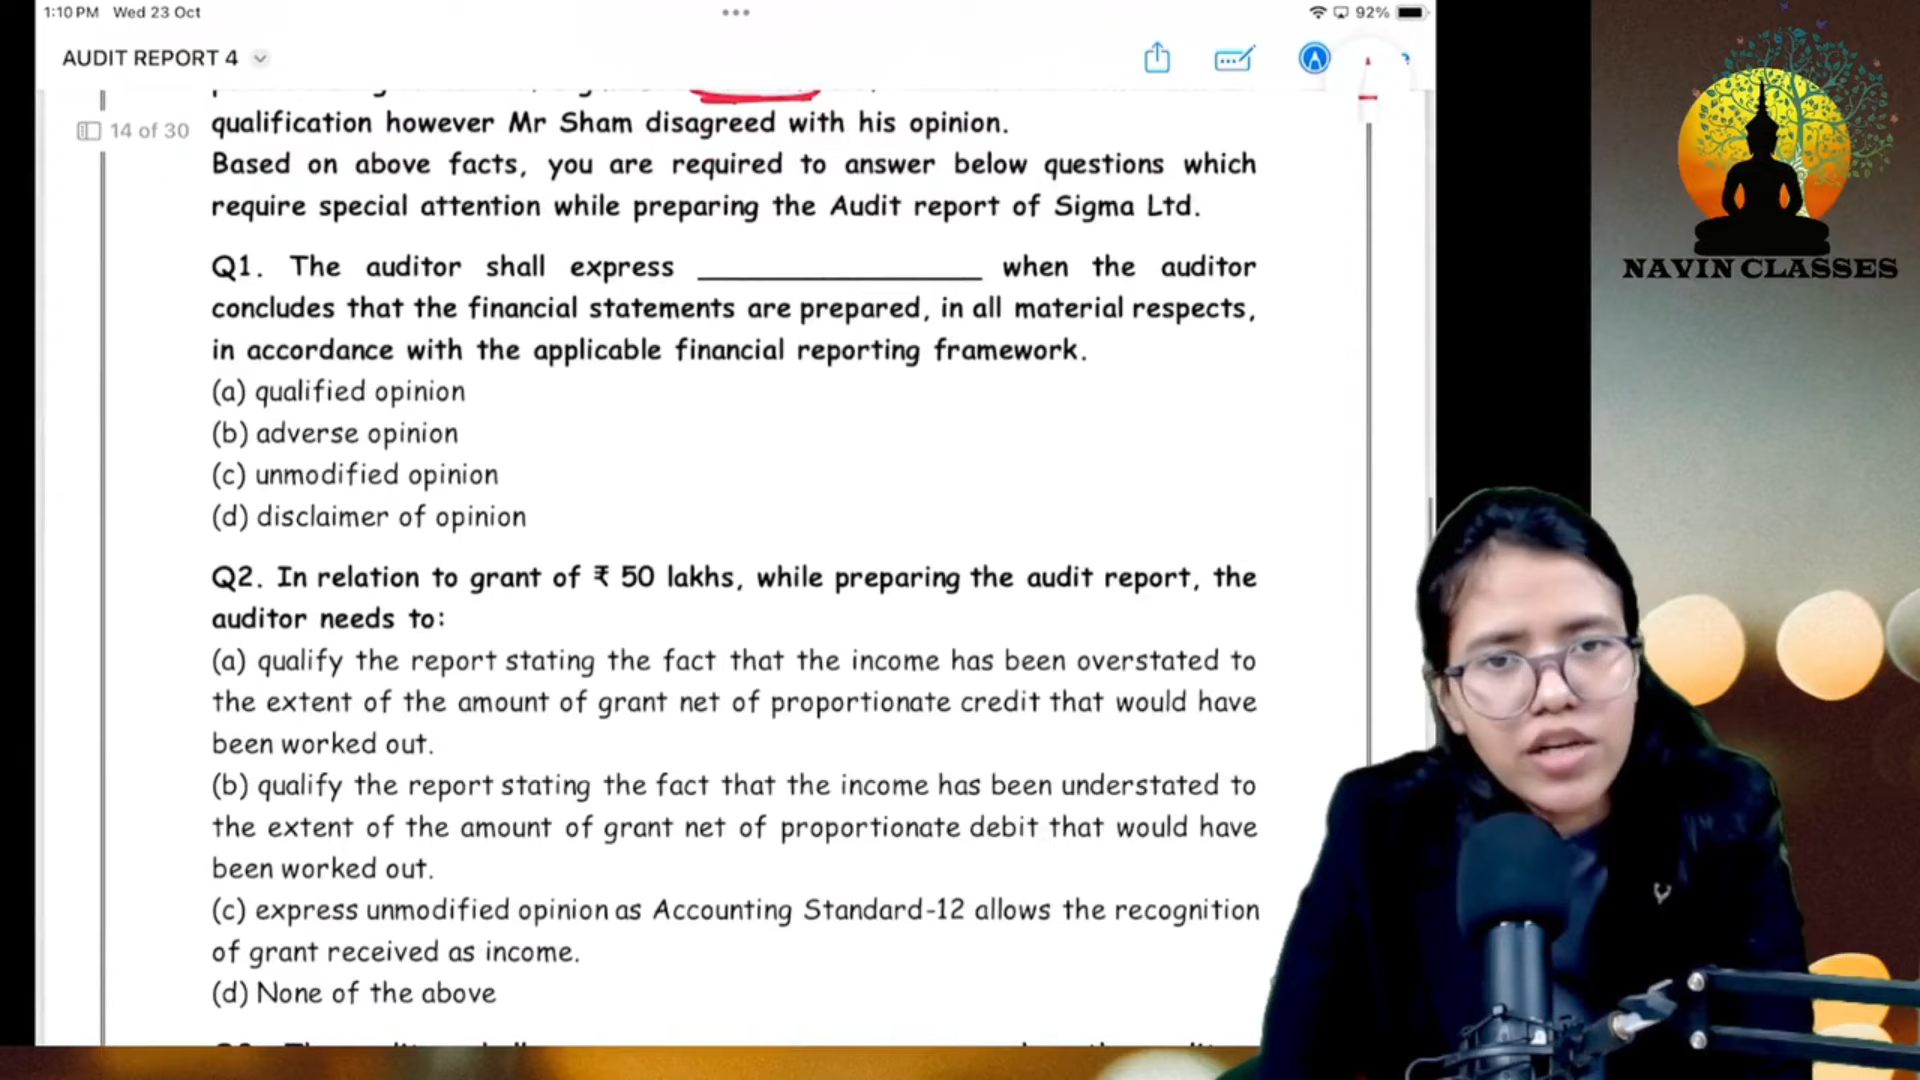 1:10 PM Wed 23 Oct
92%
AUDIT REPORT 4
14 of 30
qualification however Mr Sham disagreed with his opinion.
Based on above facts, you are required to answer below questions which
require special attention while preparing the Audit report of Sigma Ltd.
Q1. The auditor shall express ____________________ when the auditor
concludes that the financial statements are prepared, in all material respects,
in accordance with the applicable financial reporting framework.
(a) qualified opinion
(b) adverse opinion
(c) unmodified opinion
(d) disclaimer of opinion
Q2. In relation to grant of ₹ 50 lakhs, while preparing the audit report, the
auditor needs to:
(a) qualify the report stating the fact that the income has been overstated to
the extent of the amount of grant net of proportionate credit that would have
been worked out.
(b) qualify the report stating the fact that the income has been understated to
the extent of the amount of grant net of proportionate debit that would have
been worked out.
(c) express unmodified opinion as Accounting Standard-12 allows the recognition
of grant received as income.
(d) None of the above
NAVIN CLASSES